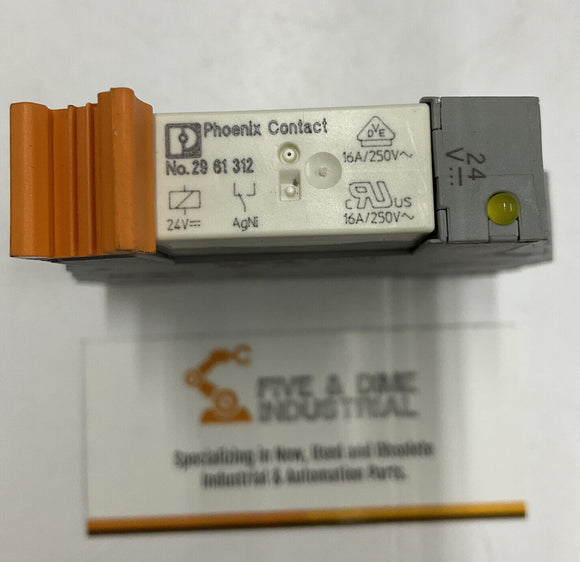 Phoenix Contact
No. 29 61 312
24V⎓
AgNi
DVE
16A/250V~
cRUus
16A/250V~
24
V⎓
FIVE & DIME
INDUSTRIAL
Specializing in New, Used and Obsolete
Industrial & Automation Parts.